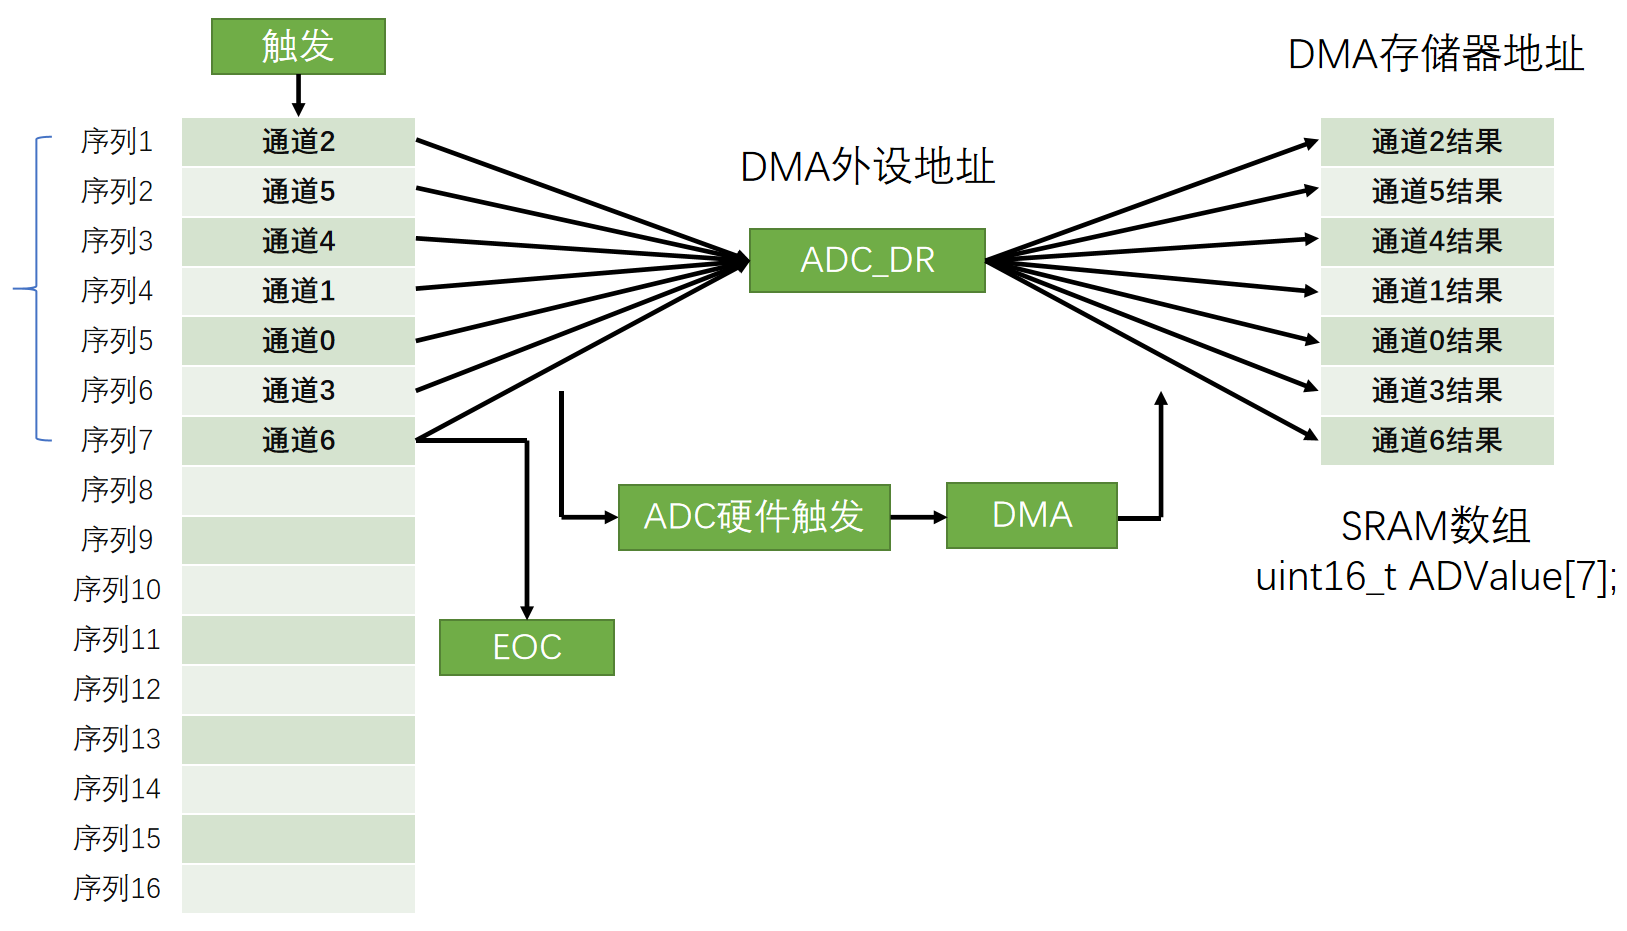 触发
DMA存储器地址
序列1 通道2
序列2 通道5
序列3 通道4
序列4 通道1
序列5 通道0
序列6 通道3
序列7 通道6
序列8
序列9
序列10
序列11
序列12
序列13
序列14
序列15
序列16
DMA外设地址
ADC_DR
ADC硬件触发
DMA
EOC
通道2结果
通道5结果
通道4结果
通道1结果
通道0结果
通道3结果
通道6结果
SRAM数组
uint16_t ADValue[7];